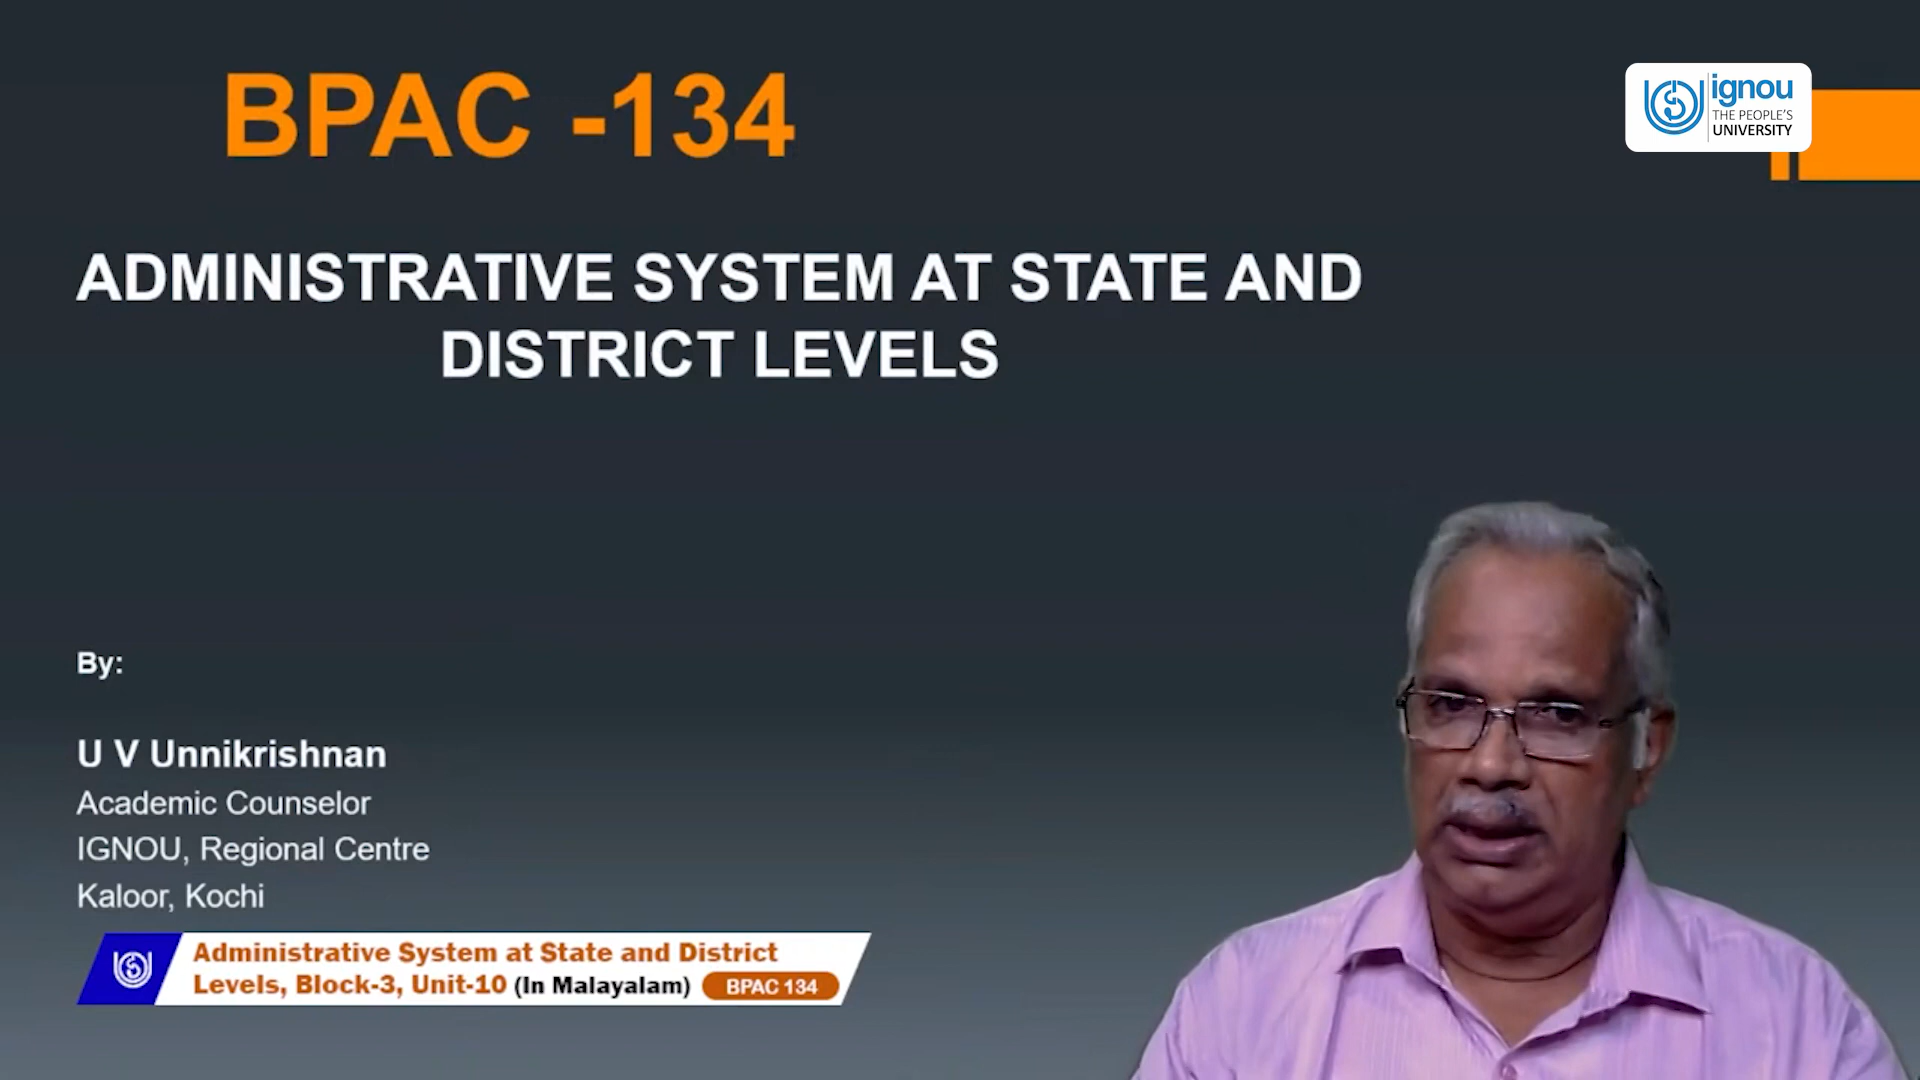 BPAC -134
ignou
THE PEOPLE'S
UNIVERSITY
ADMINISTRATIVE SYSTEM AT STATE AND
DISTRICT LEVELS
By:
U V Unnikrishnan
Academic Counselor
IGNOU, Regional Centre
Kaloor, Kochi
Administrative System at State and District
Levels, Block-3, Unit-10 (In Malayalam) BPAC 134